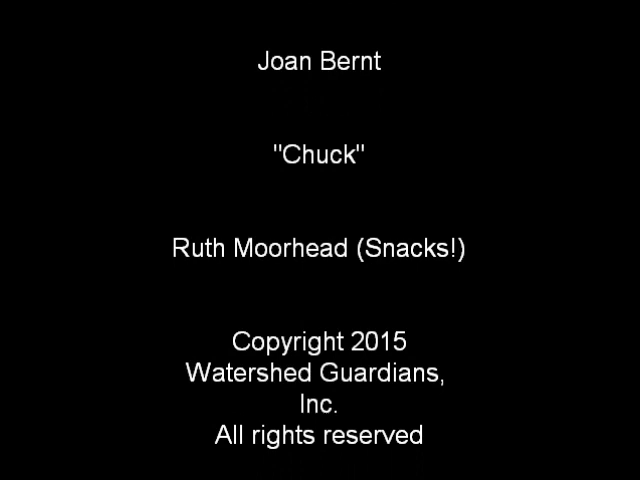 Joan Bernt
"Chuck"
Ruth Moorhead (Snacks!)
Copyright 2015
Watershed Guardians,
Inc.
All rights reserved